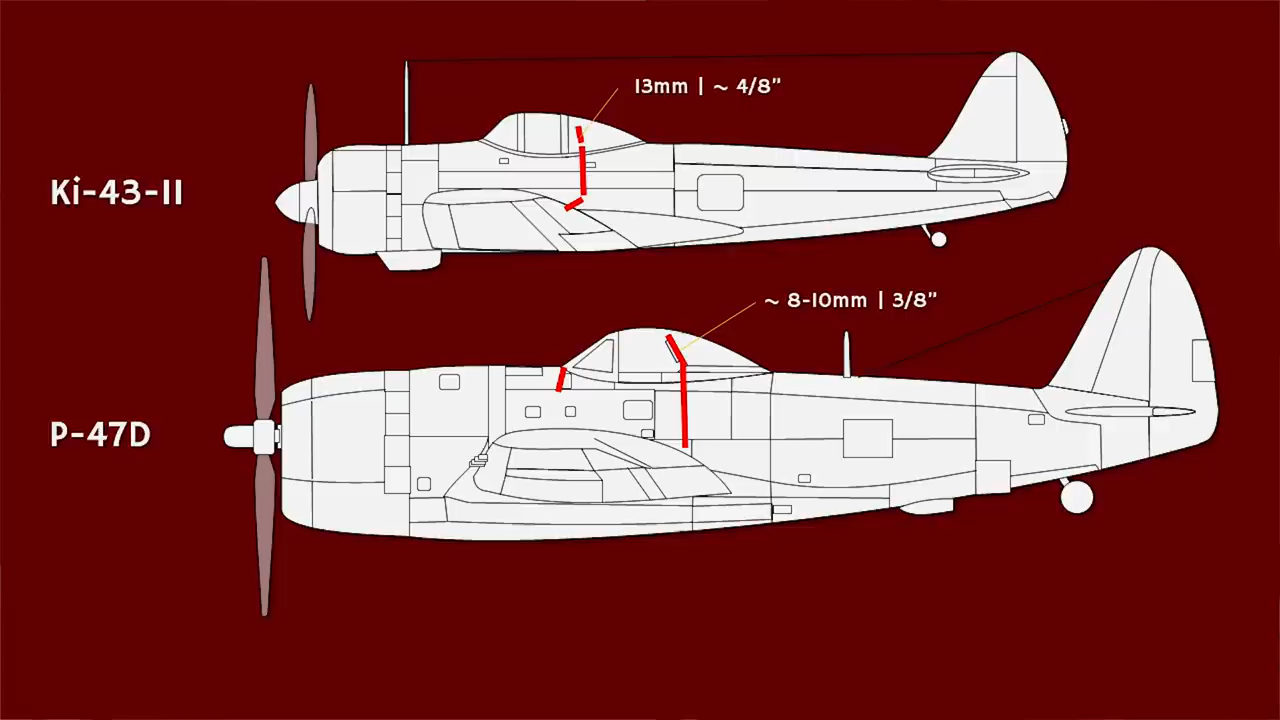 13mm | ~ 4/8”
Ki-43-II
~ 8-10mm | 3/8”
P-47D